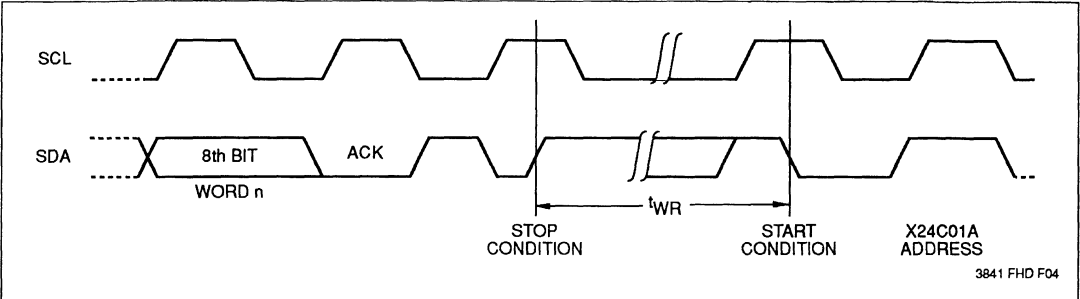 SCL
SDA
8th BIT
ACK
WORD n
tWR
STOP
CONDITION
START
CONDITION
X24C01A
ADDRESS
3841 FHD F04